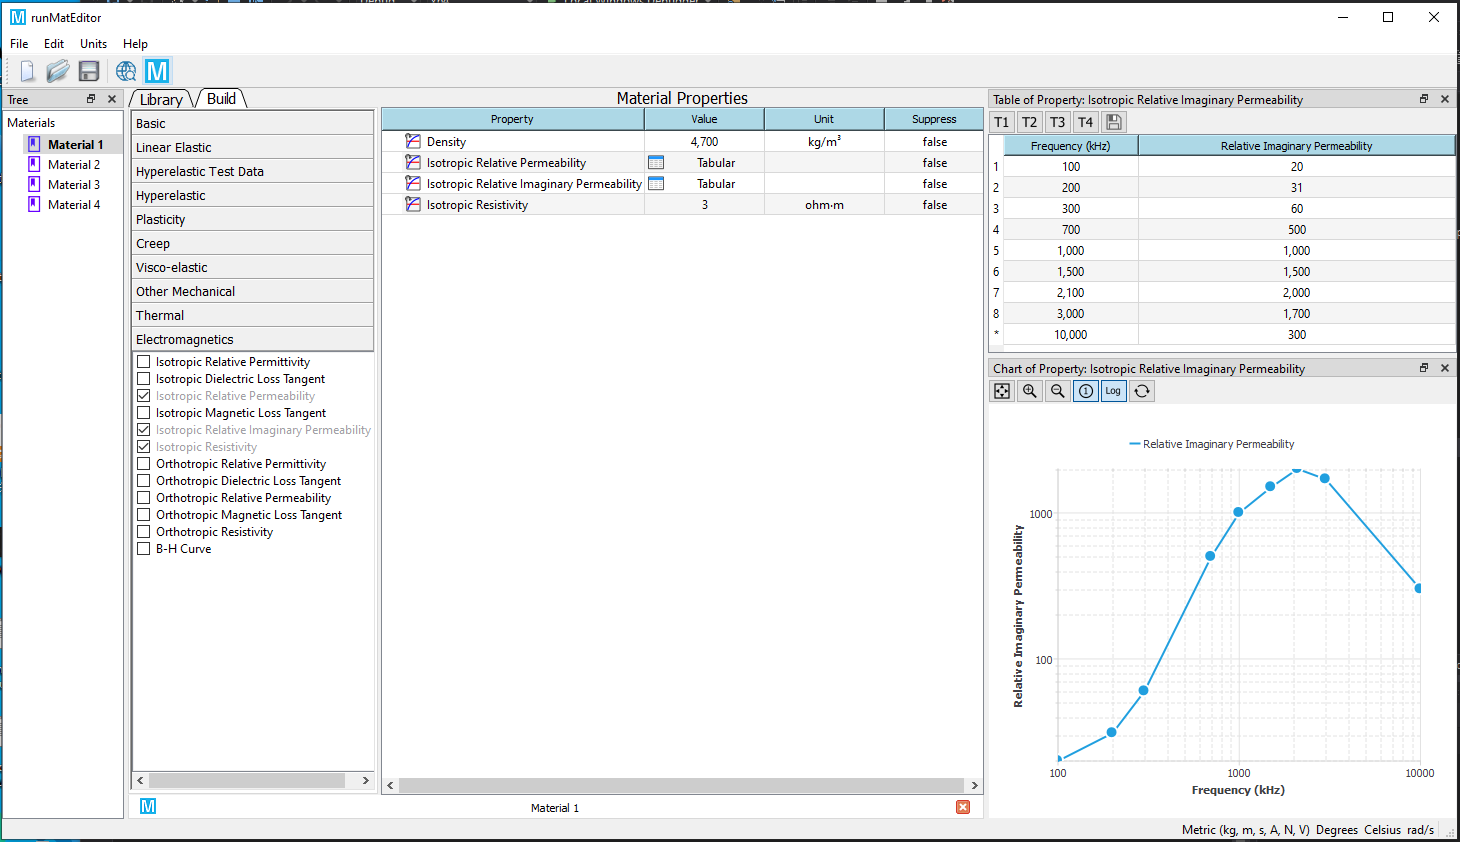 runMatEditor
File Edit Units Help
M
Tree
Materials
Material 1
Material 2
Material 3
Material 4
Library Build
Basic
Linear Elastic
Hyperelastic Test Data
Hyperelastic
Plasticity
Creep
Visco-elastic
Other Mechanical
Thermal
Electromagnetics
Isotropic Relative Permittivity
Isotropic Dielectric Loss Tangent
Isotropic Relative Permeability
Isotropic Magnetic Loss Tangent
Isotropic Relative Imaginary Permeability
Isotropic Resistivity
Orthotropic Relative Permittivity
Orthotropic Dielectric Loss Tangent
Orthotropic Relative Permeability
Orthotropic Magnetic Loss Tangent
Orthotropic Resistivity
B-H Curve
Material Properties
Property Value Unit Suppress
Density 4,700 kg/m³ false
Isotropic Relative Permeability Tabular false
Isotropic Relative Imaginary Permeability Tabular false
Isotropic Resistivity 3 ohm·m false
M Material 1
Table of Property: Isotropic Relative Imaginary Permeability
T1 T2 T3 T4
Frequency (kHz) Relative Imaginary Permeability
1 100 20
2 200 31
3 300 60
4 700 500
5 1,000 1,000
6 1,500 1,500
7 2,100 2,000
8 3,000 1,700
* 10,000 300
Chart of Property: Isotropic Relative Imaginary Permeability
1 Log
Relative Imaginary Permeability
Relative Imaginary Permeability
1000
100
100 1000 10000
Frequency (kHz)
Metric (kg, m, s, A, N, V) Degrees Celsius rad/s